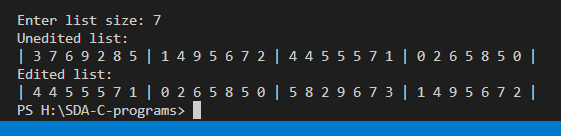 Enter list size: 7
Unedited list:
| 3 7 6 9 2 8 5 | 1 4 9 5 6 7 2 | 4 4 5 5 5 7 1 | 0 2 6 5 8 5 0 |
Edited list:
| 4 4 5 5 5 7 1 | 0 2 6 5 8 5 0 | 5 8 2 9 6 7 3 | 1 4 9 5 6 7 2 |
PS H:\SDA-C-programs>